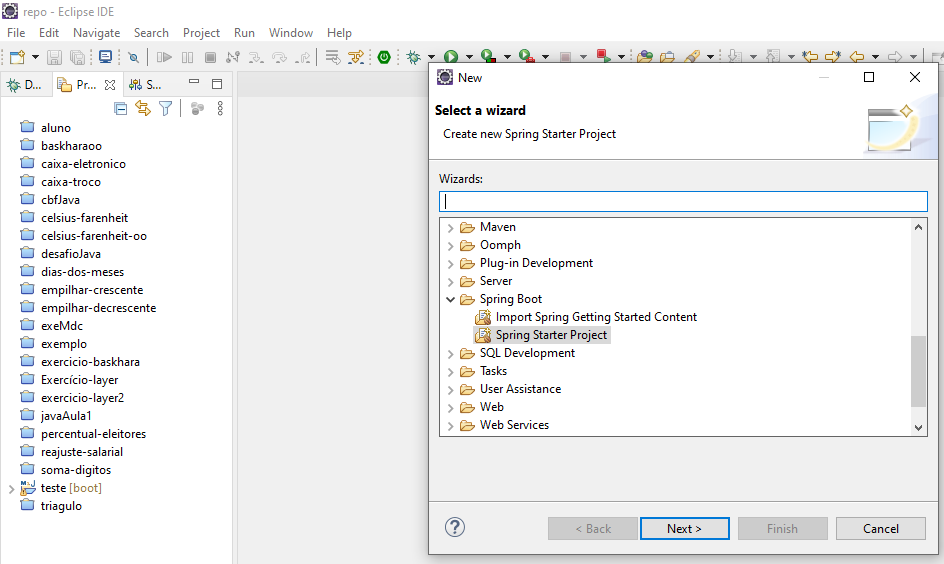 repo - Eclipse IDE
File Edit Navigate Search Project Run Window Help
D... Pr... S...
aluno
baskharaoo
caixa-eletronico
caixa-troco
cbfJava
celsius-farenheit
celsius-farenheit-oo
desafioJava
dias-dos-meses
empilhar-crescente
empilhar-decrescente
exeMdc
exemplo
exercicio-baskhara
Exercício-layer
exercicio-layer2
javaAula1
percentual-eleitores
reajuste-salarial
soma-digitos
teste [boot]
triagulo
New
Select a wizard
Create new Spring Starter Project
Wizards:
Maven
Oomph
Plug-in Development
Server
Spring Boot
Import Spring Getting Started Content
Spring Starter Project
SQL Development
Tasks
User Assistance
Web
Web Services
? < Back Next > Finish Cancel